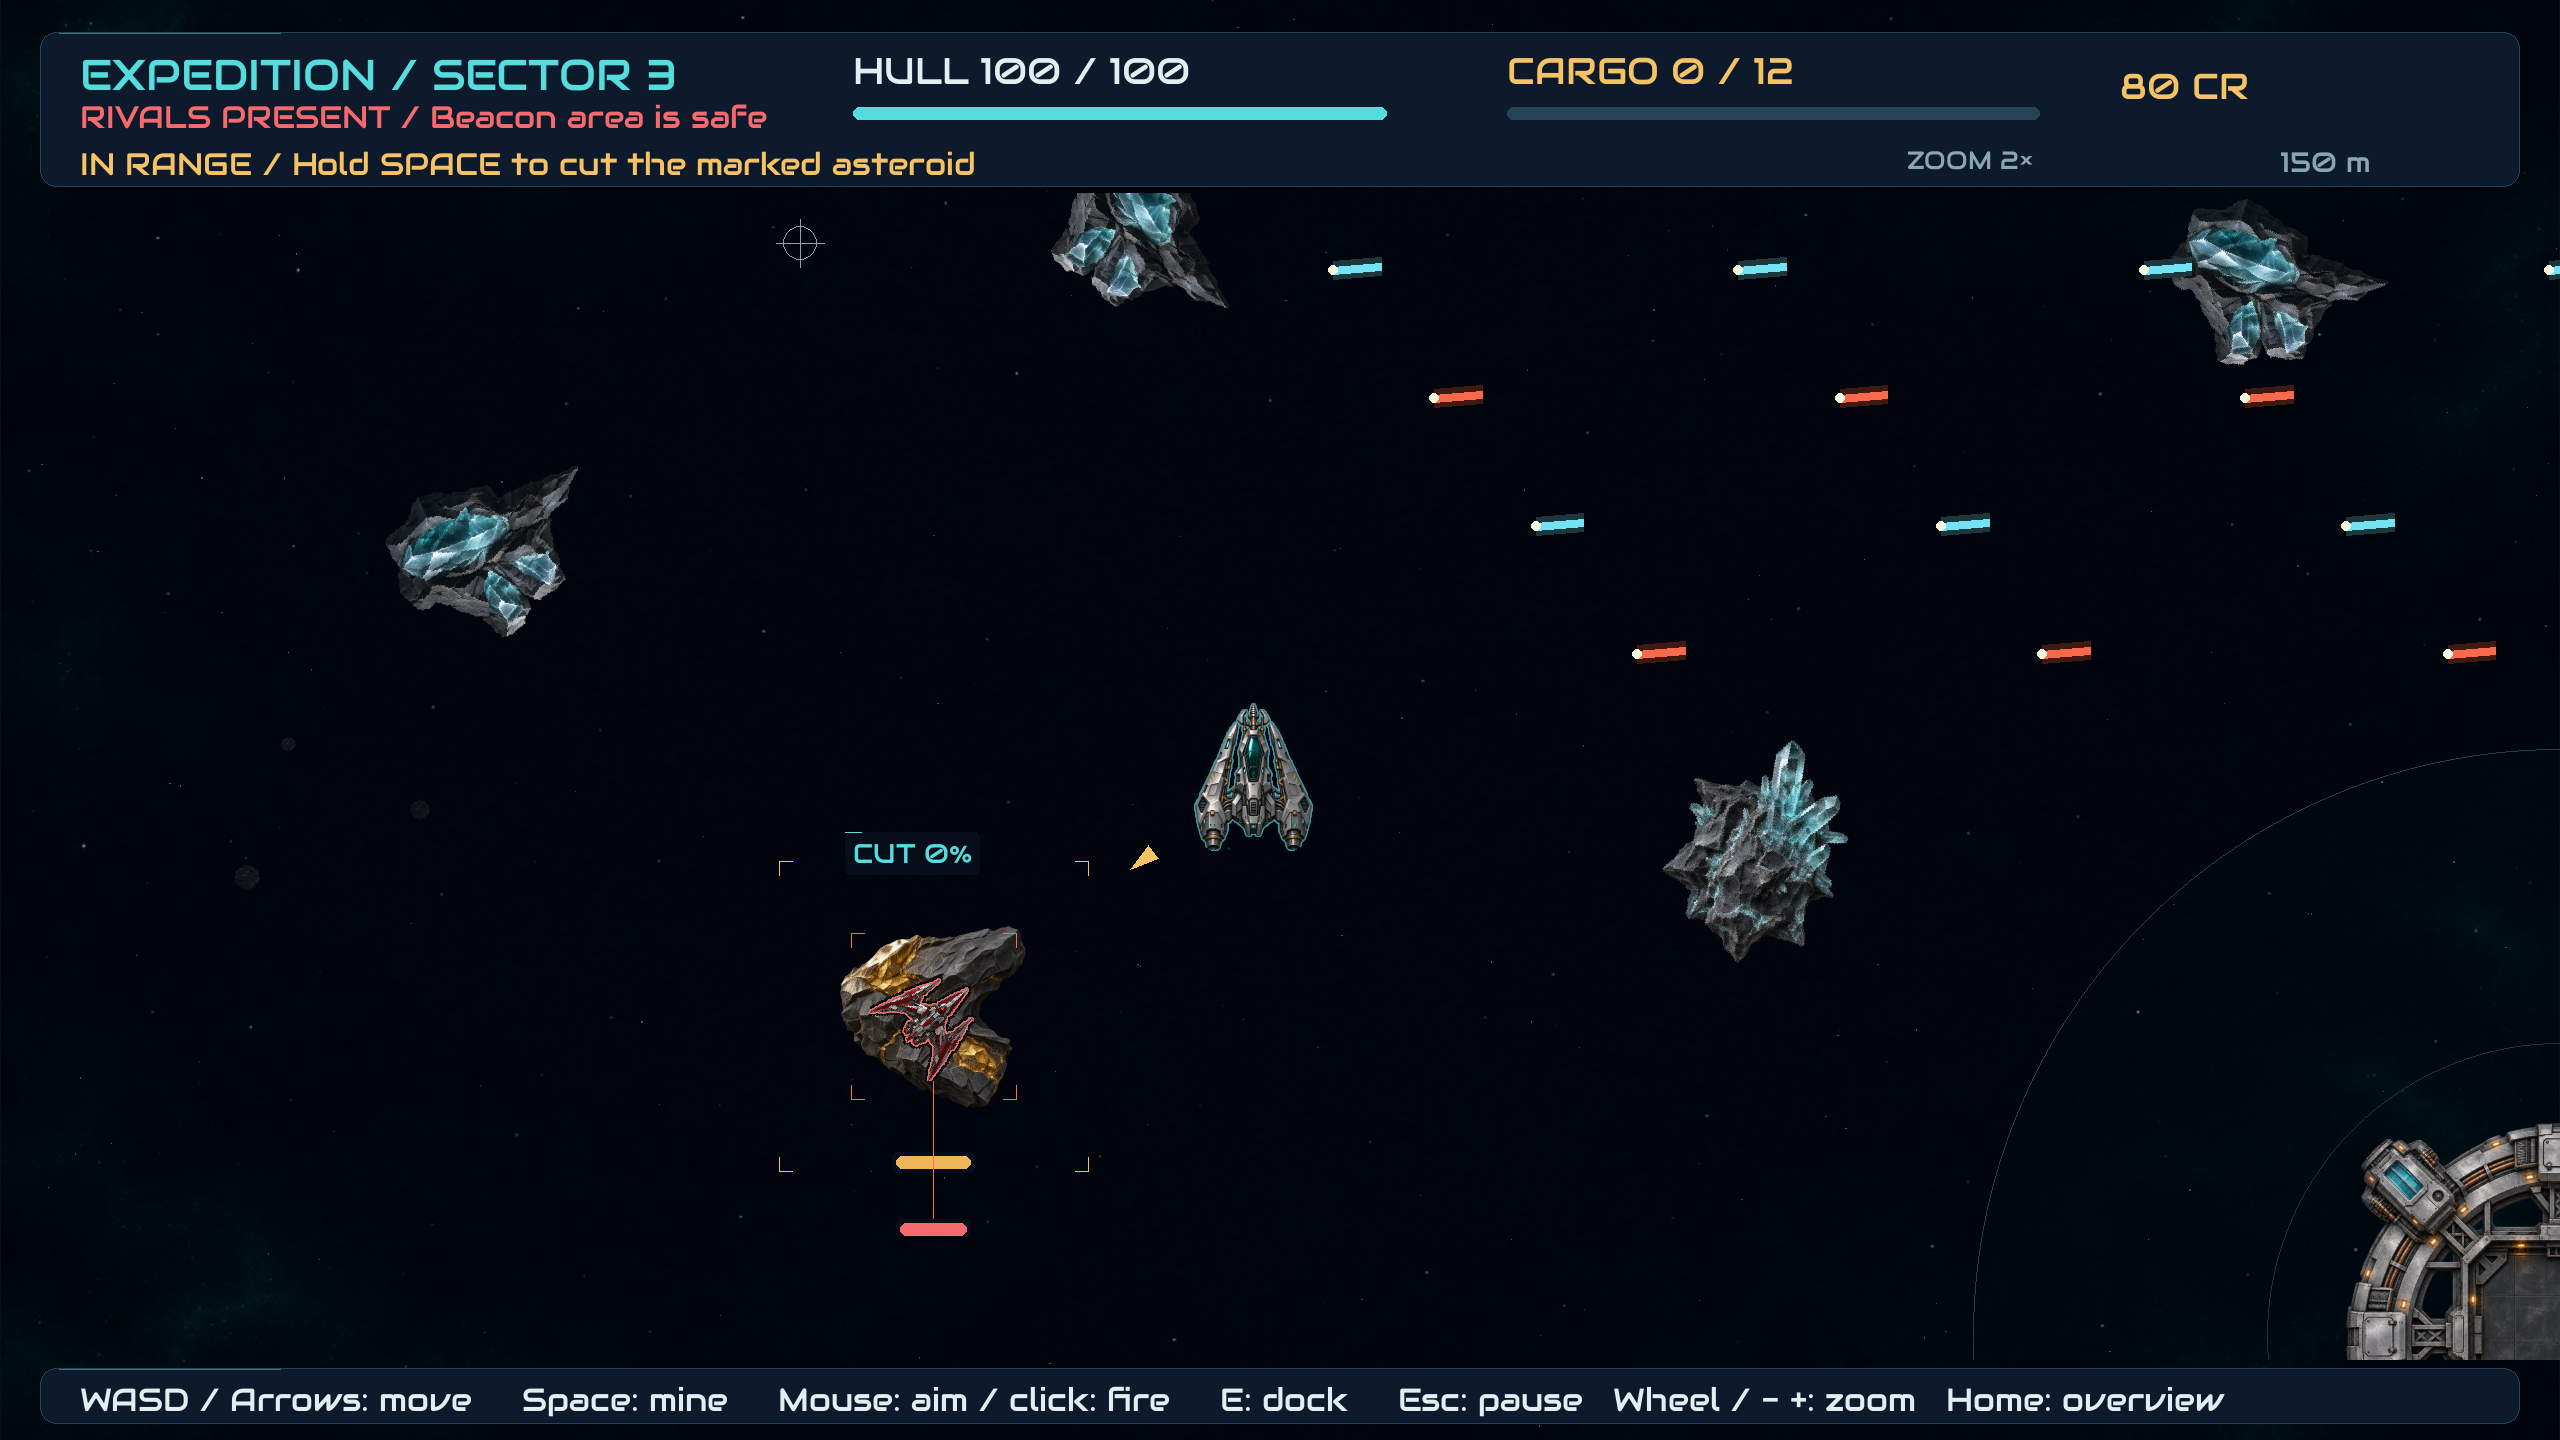 EXPEDITION / SECTOR 3
RIVALS PRESENT / Beacon area is safe
IN RANGE / Hold SPACE to cut the marked asteroid
HULL 100 / 100
CARGO 0 / 12
80 CR
ZOOM 2×
150 m
CUT 0%
WASD / Arrows: move
Space: mine
Mouse: aim / click: fire
E: dock
Esc: pause
Wheel / - +: zoom
Home: overview